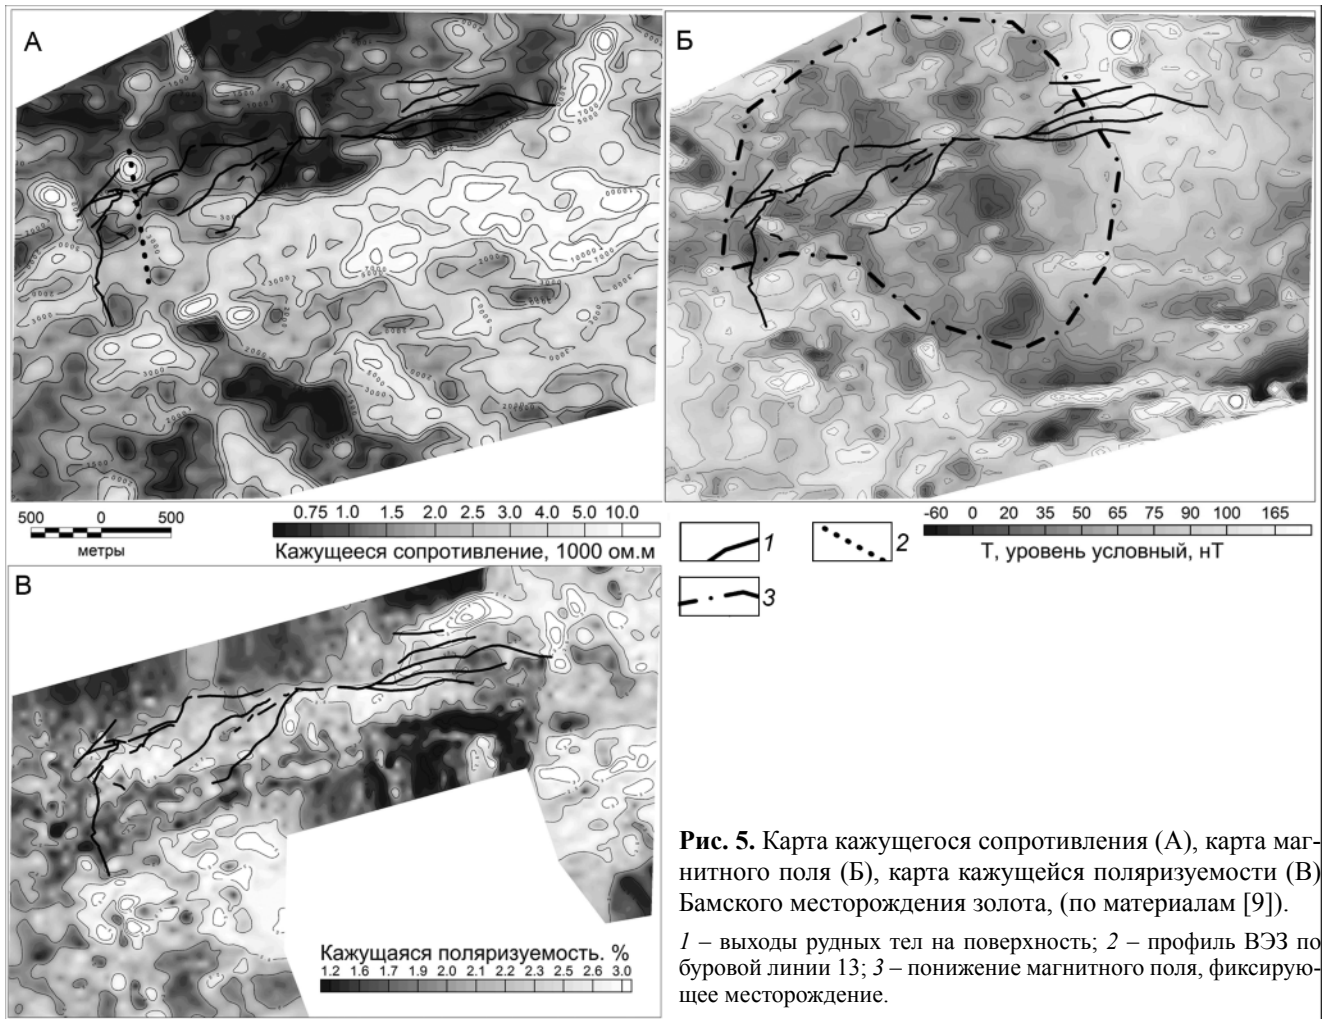 А
Б
500 0 500
метры
0.75 1.0 1.5 2.0 2.5 3.0 4.0 5.0 10.0
Кажущееся сопротивление, 1000 ом.м
1
2
3
-60 0 20 35 50 65 75 90 100 165
Т, уровень условный, нТ
В
Кажущаяся поляризуемость. %
1.2 1.6 1.7 1.9 2.0 2.1 2.2 2.3 2.6 3.0
Рис. 5. Карта кажущегося сопротивления (А), карта маг-
нитного поля (Б), карта кажущейся поляризуемости (В)
Бамского месторождения золота, (по материалам [9]).
1 – выходы рудных тел на поверхность; 2 – профиль ВЭЗ по
буровой линии 13; 3 – понижение магнитного поля, фиксирую-
щее месторождение.